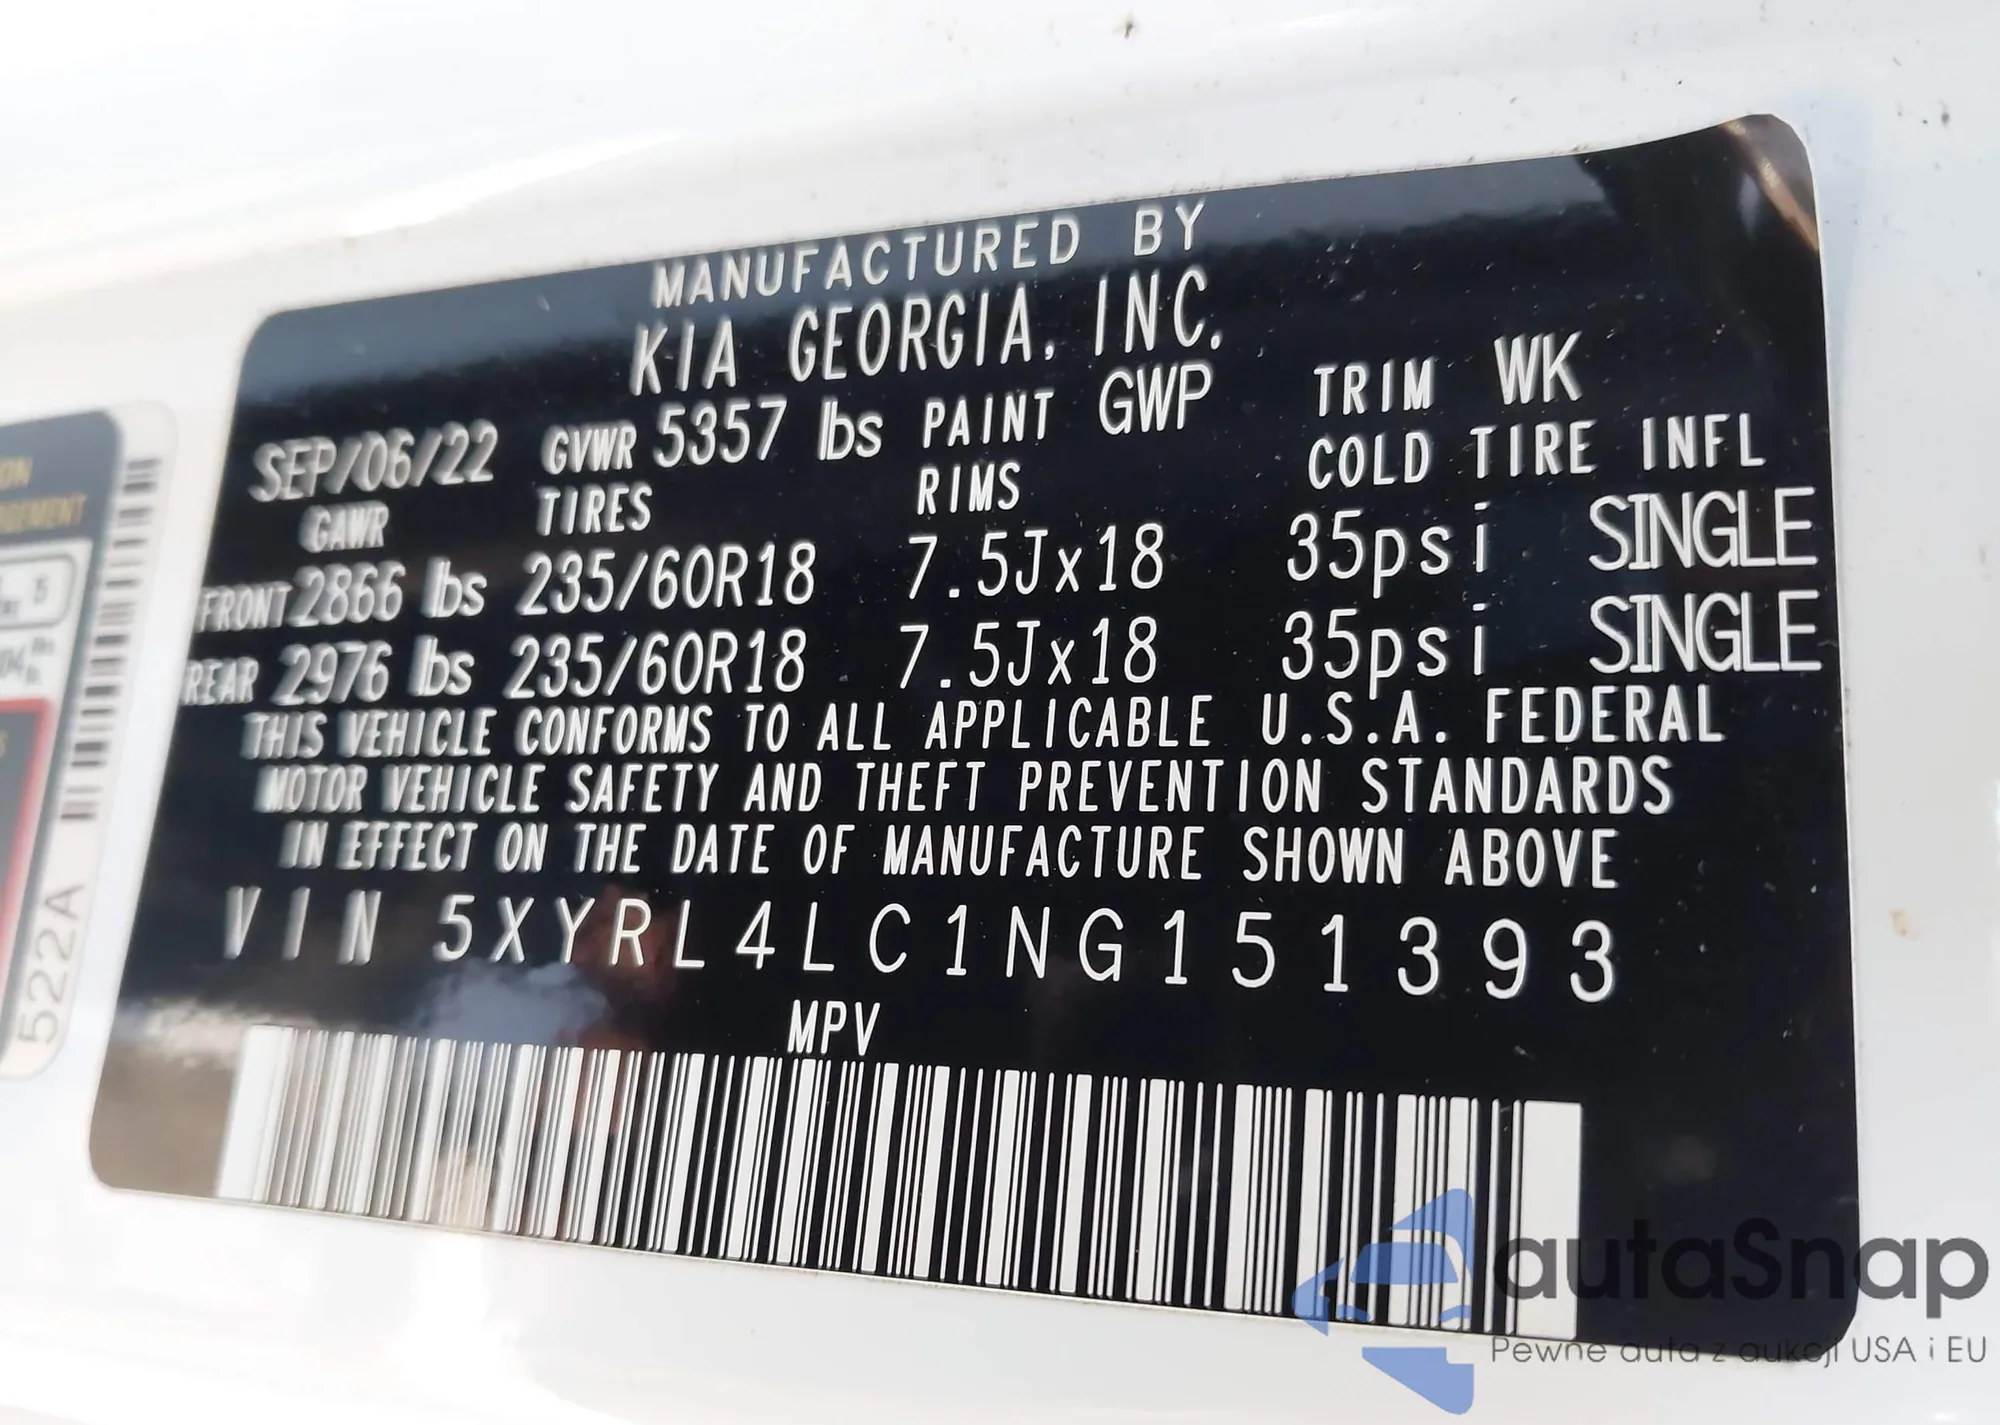 MANUFACTURED BY
KIA GEORGIA, INC.
SEP/06/22 GVWR 5357 lbs PAINT GWP TRIM WK
GAWR TIRES RIMS COLD TIRE INFL
FRONT 2866 lbs 235/60R18 7.5Jx18 35psi SINGLE
REAR 2976 lbs 235/60R18 7.5Jx18 35psi SINGLE
THIS VEHICLE CONFORMS TO ALL APPLICABLE U.S.A. FEDERAL
MOTOR VEHICLE SAFETY AND THEFT PREVENTION STANDARDS
IN EFFECT ON THE DATE OF MANUFACTURE SHOWN ABOVE
VIN 5XYRL4LC1NG151393
MPV
522A
autaSnap
Pewne auta z aukcji USA i EU